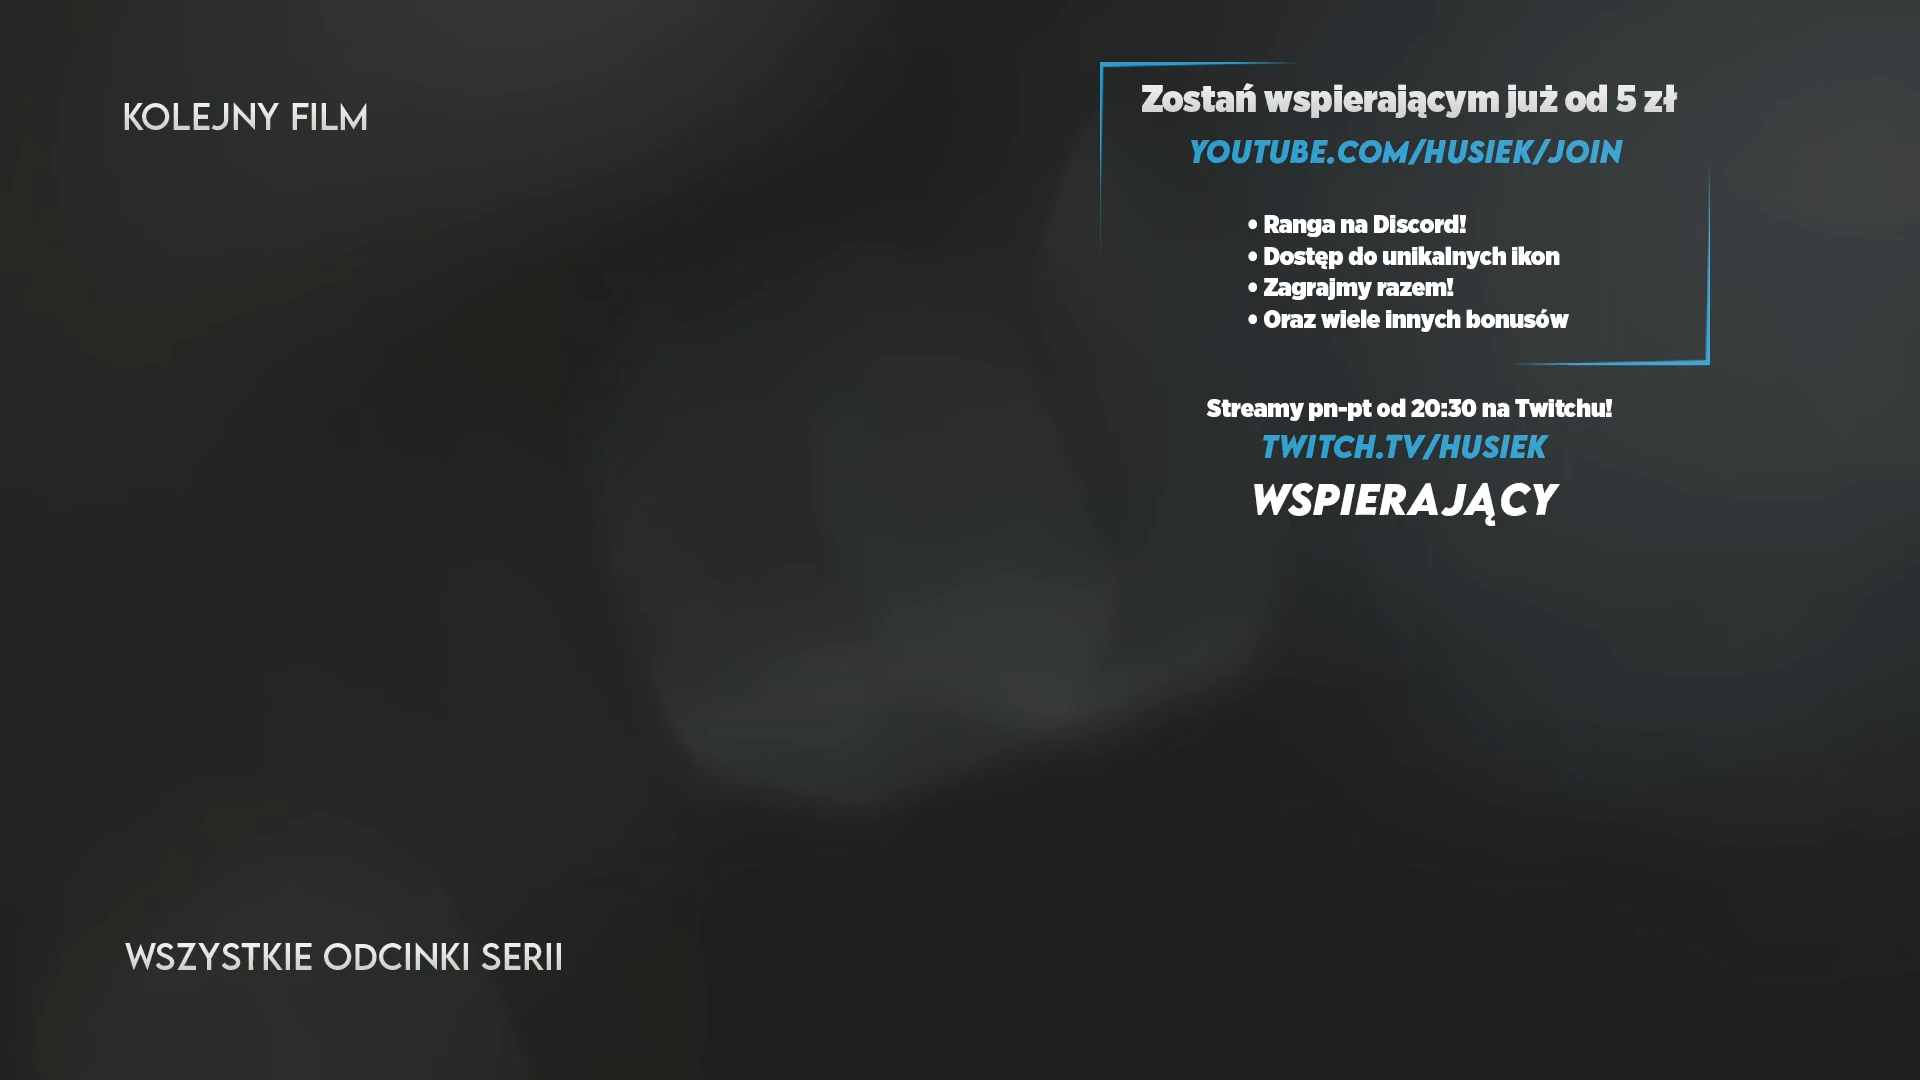 KOLEJNY FILM
Zostań wspierającym już od 5 zł
YOUTUBE.COM/HUSIEK/JOIN
• Ranga na Discord!
• Dostęp do unikalnych ikon
• Zagrajmy razem!
• Oraz wiele innych bonusów
Streamy pn-pt od 20:30 na Twitchu!
TWITCH.TV/HUSIEK
WSPIERAJĄCY
WSZYSTKIE ODCINKI SERII